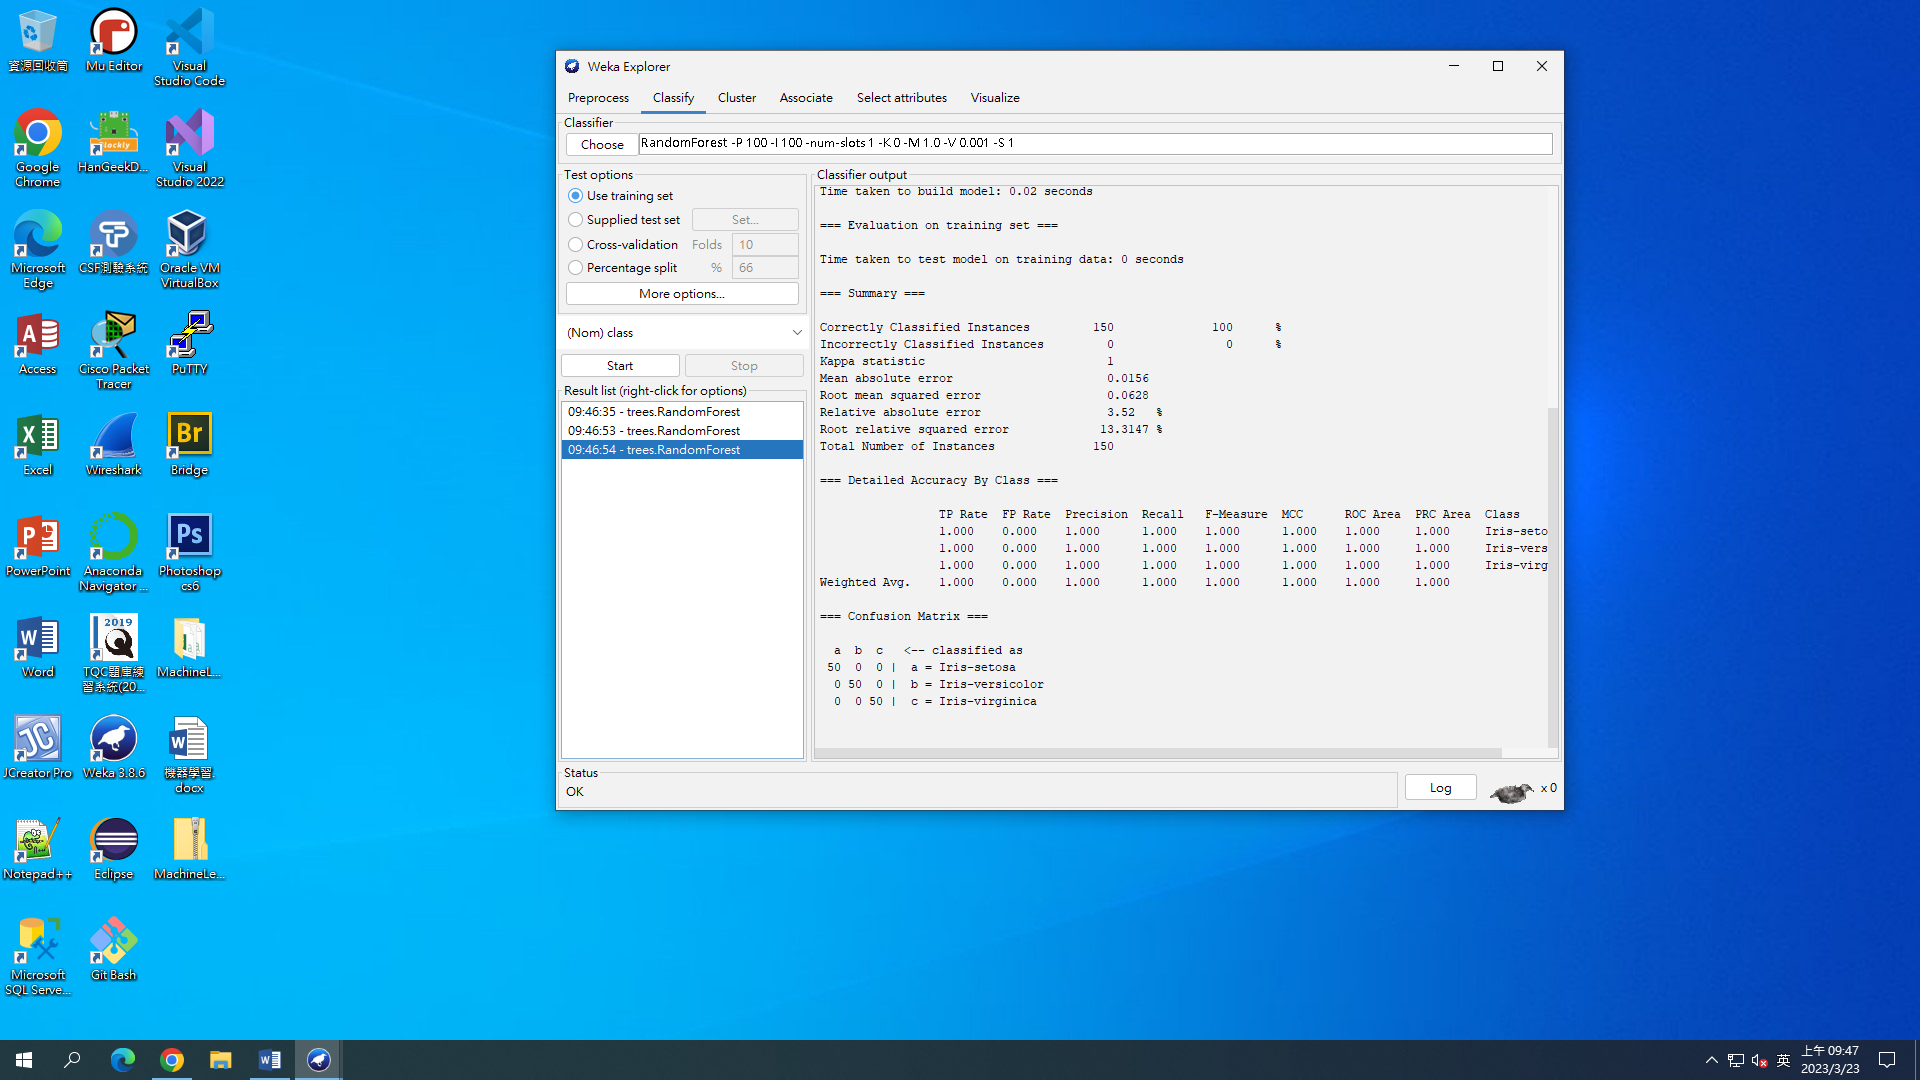 資源回收筒
Mu Editor
Visual
Studio Code
Google
Chrome
HanGeekD...
Visual
Studio 2022
Microsoft
Edge
CSF測驗系統
Oracle VM
VirtualBox
Access
Cisco Packet
Tracer
PuTTY
Excel
Wireshark
Br
Bridge
PowerPoint
Anaconda
Navigator ...
Ps
Photoshop
cs6
Word
2019
TQC題庫練
習系統(20...
MachineL...
JCreator Pro
Weka 3.8.6
機器學習.
docx
Notepad++
Eclipse
MachineLe...
Microsoft
SQL Serve...
Git Bash
Weka Explorer
Preprocess Classify Cluster Associate Select attributes Visualize
Classifier
Choose RandomForest -P 100 -I 100 -num-slots 1 -K 0 -M 1.0 -V 0.001 -S 1
Test options
Use training set
Supplied test set Set...
Cross-validation Folds 10
Percentage split % 66
More options...
(Nom) class
Start Stop
Result list (right-click for options)
09:46:35 - trees.RandomForest
09:46:53 - trees.RandomForest
09:46:54 - trees.RandomForest
Classifier output
Time taken to build model: 0.02 seconds
=== Evaluation on training set ===
Time taken to test model on training data: 0 seconds
=== Summary ===
Correctly Classified Instances 150 100 %
Incorrectly Classified Instances 0 0 %
Kappa statistic 1
Mean absolute error 0.0156
Root mean squared error 0.0628
Relative absolute error 3.52 %
Root relative squared error 13.3147 %
Total Number of Instances 150
=== Detailed Accuracy By Class ===
TP Rate FP Rate Precision Recall F-Measure MCC ROC Area PRC Area Class
1.000 0.000 1.000 1.000 1.000 1.000 1.000 1.000 Iris-seto
1.000 0.000 1.000 1.000 1.000 1.000 1.000 1.000 Iris-vers
1.000 0.000 1.000 1.000 1.000 1.000 1.000 1.000 Iris-virg
Weighted Avg. 1.000 0.000 1.000 1.000 1.000 1.000 1.000 1.000
=== Confusion Matrix ===
a b c <-- classified as
50 0 0 | a = Iris-setosa
0 50 0 | b = Iris-versicolor
0 0 50 | c = Iris-virginica
Status
OK
Log
x 0
英
上午 09:47
2023/3/23